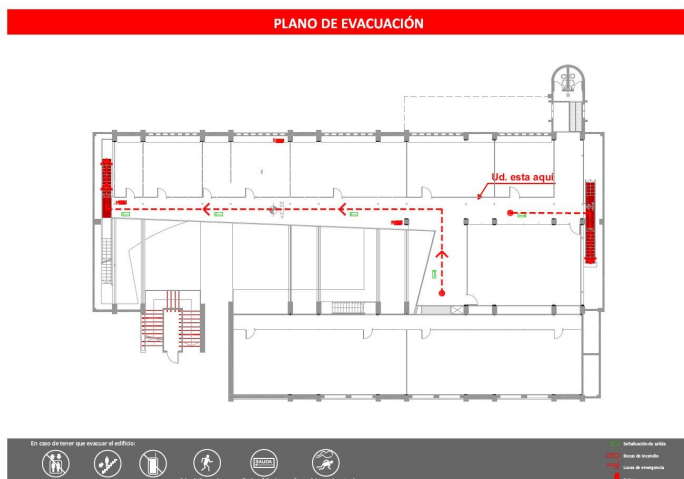 PLANO DE EVACUACIÓN
Ud. esta aquí
En caso de tener que evacuar el edificio:
SALIDA
Señalización de salida
Bocas de incendio
Luces de emergencia